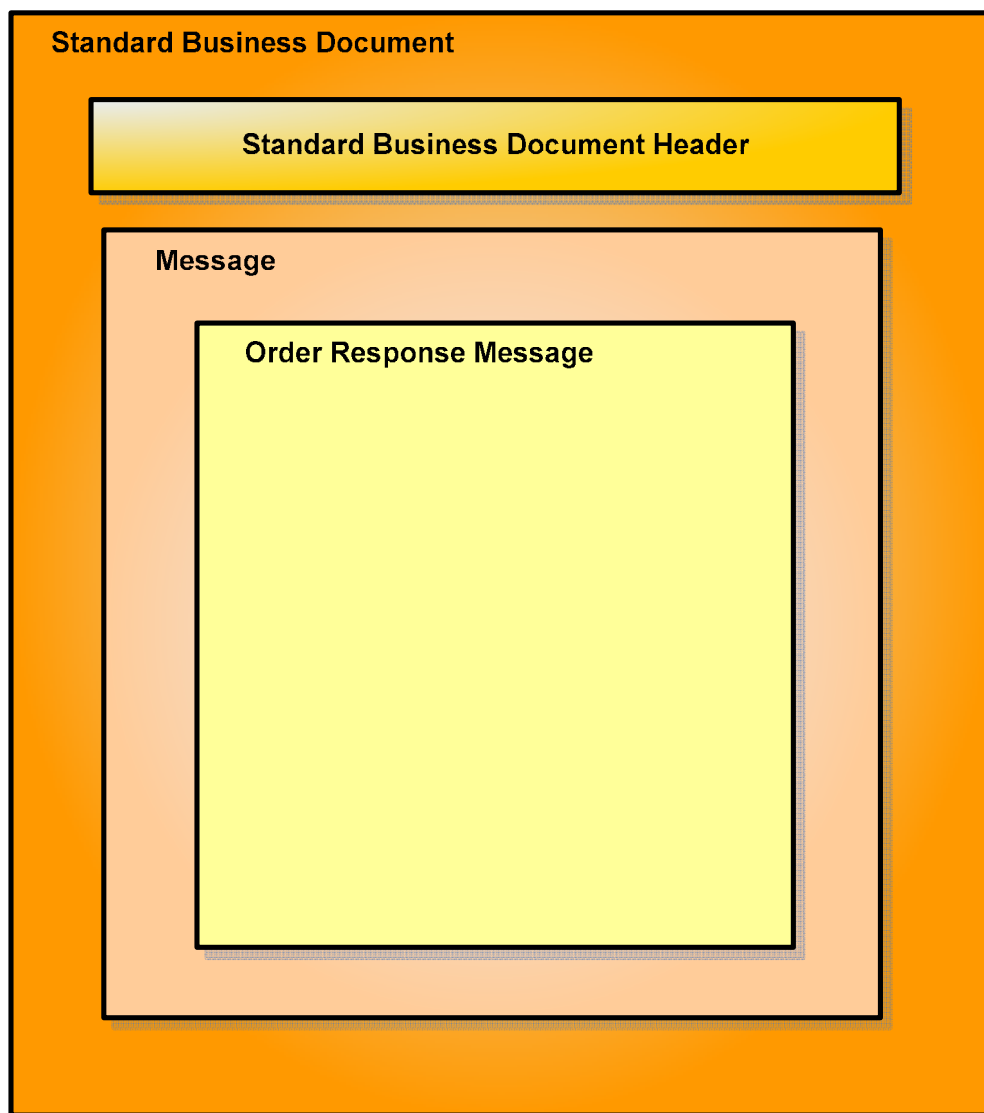 Standard Business Document
Standard Business Document Header
Message
Order Response Message